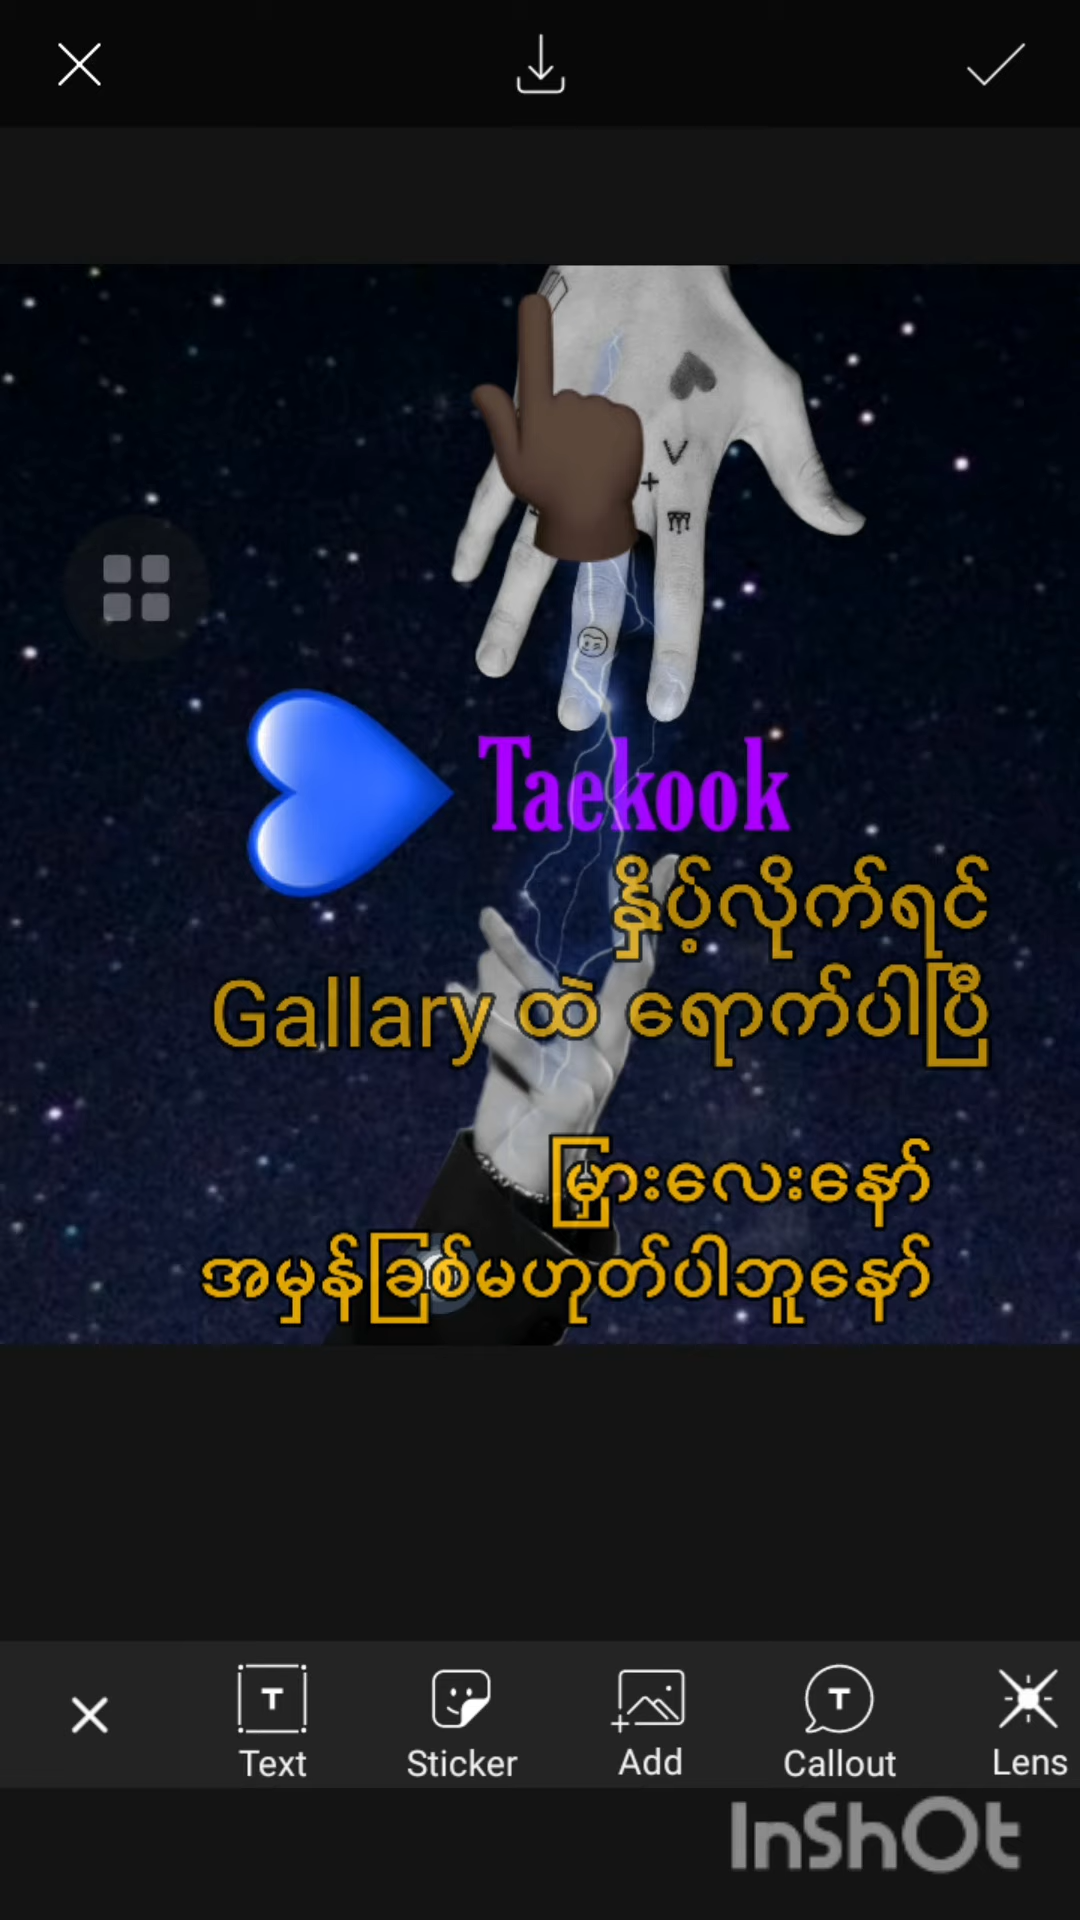 Taekook
နှိပ့်လိုက်ရင်
Gallary ထဲ ရောက်ပါပြီ
မြှားလေးနော်
အမှန်ခြစ်မဟုတ်ပါဘူနော်
Text
Sticker
Add
Callout
Lens
InShOt